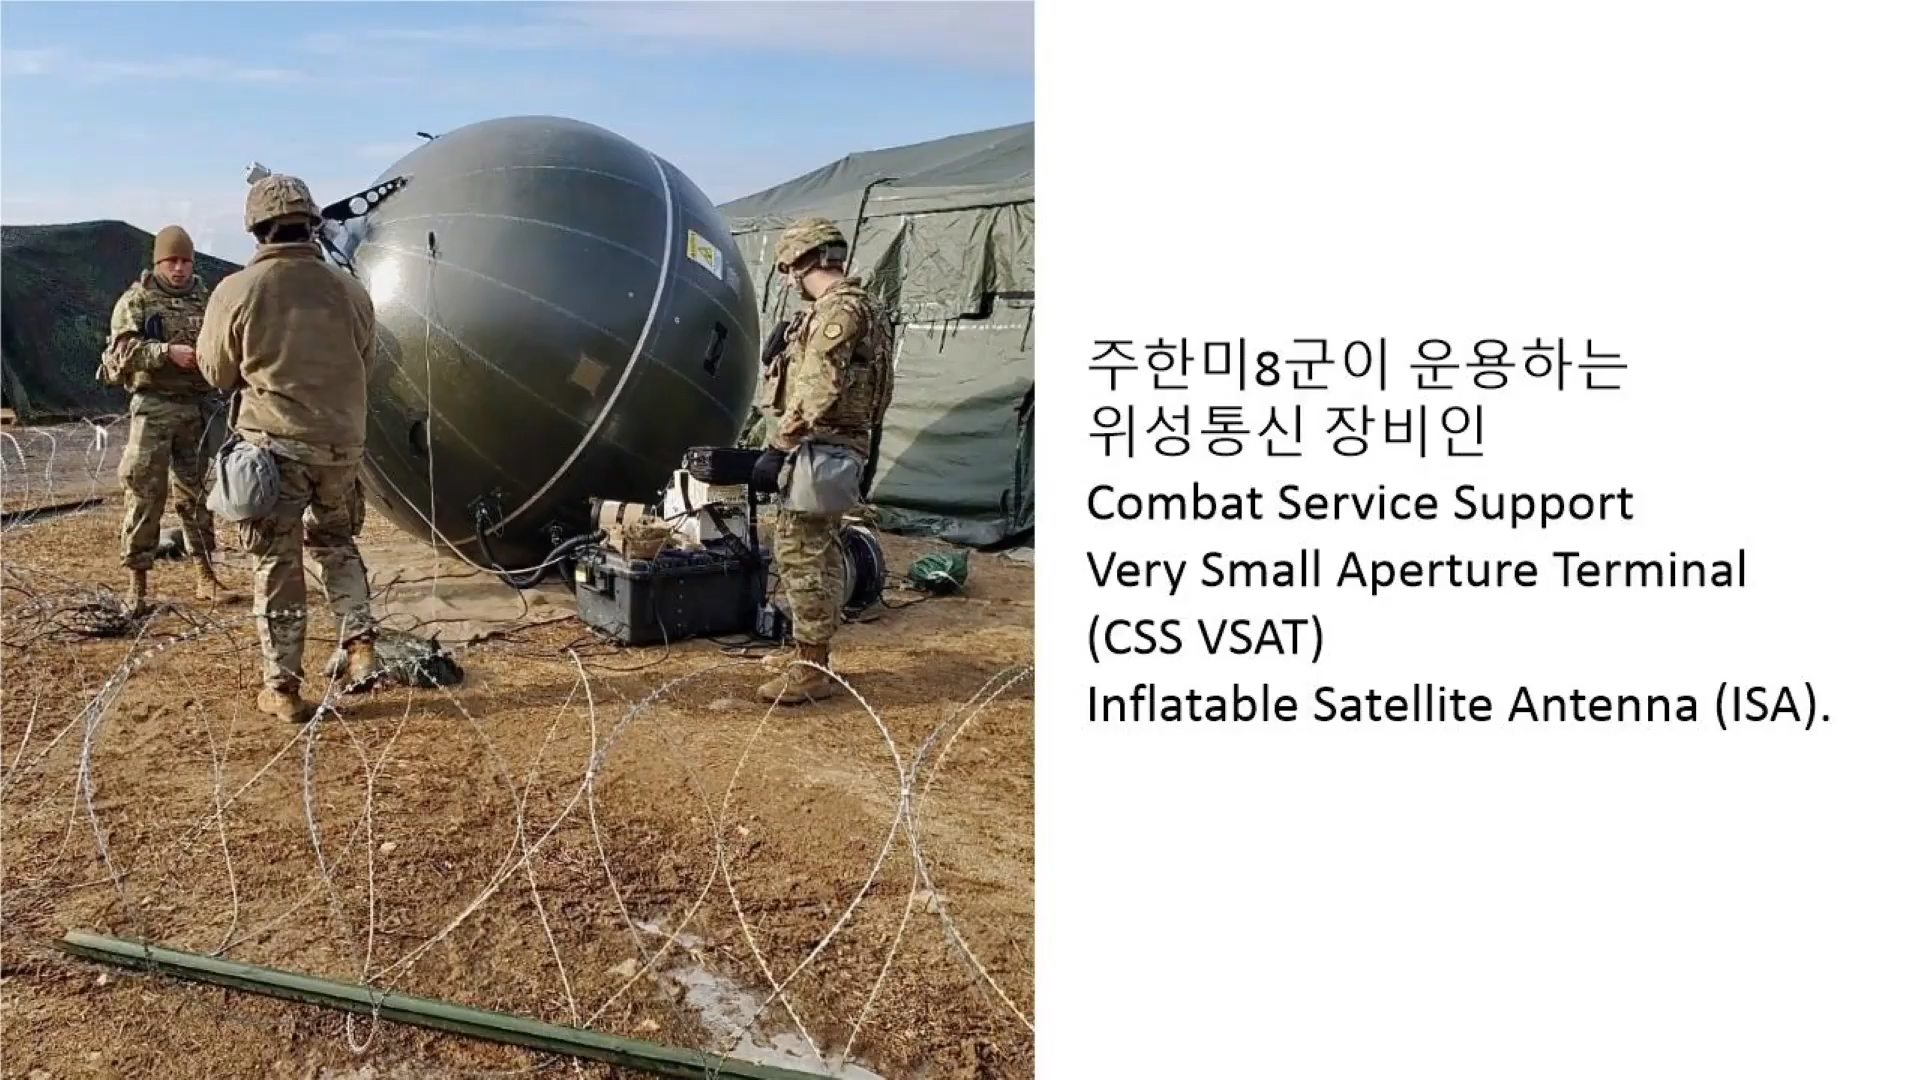 주한미8군이 운용하는
위성통신 장비인
Combat Service Support
Very Small Aperture Terminal
(CSS VSAT)
Inflatable Satellite Antenna (ISA).